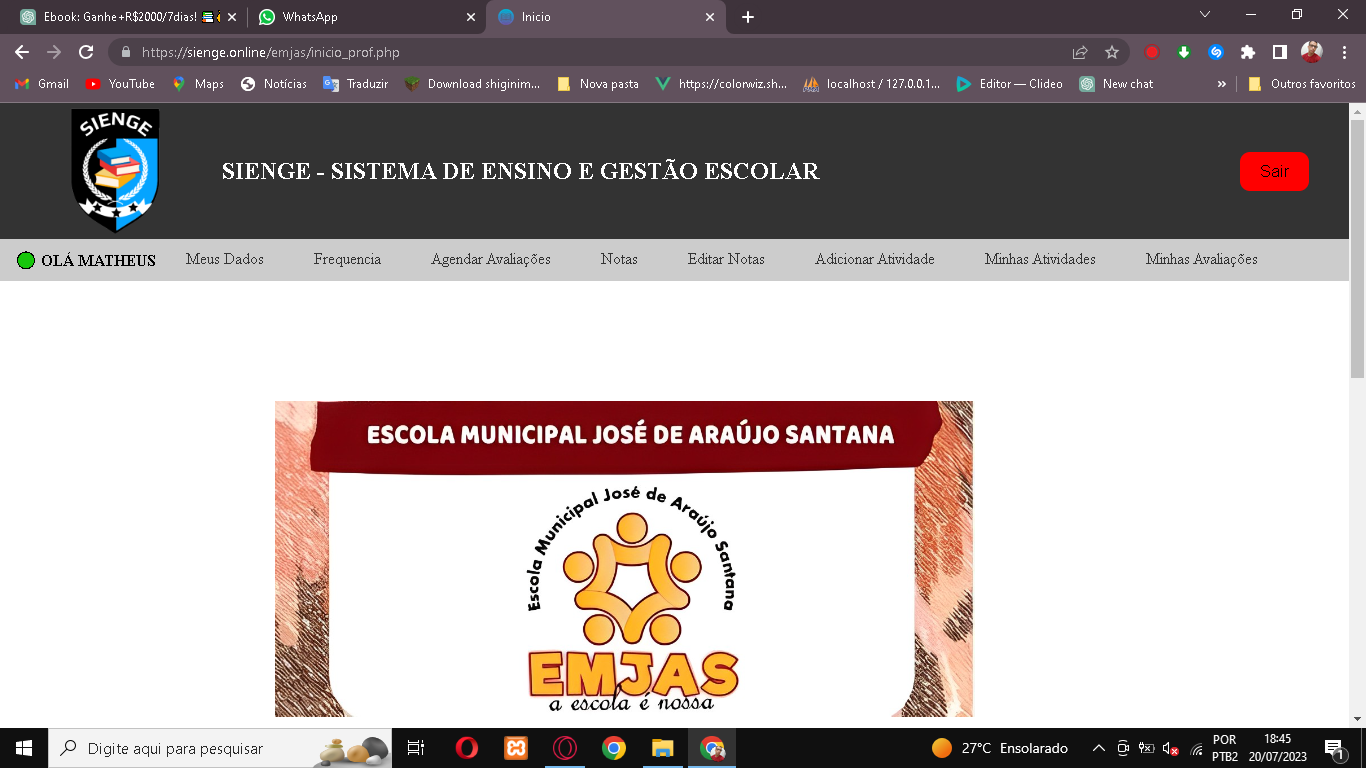 Ebook: Ganhe +R$2000/7dias!
WhatsApp
Inicio
https://sienge.online/emjas/inicio_prof.php
Gmail
YouTube
Maps
Notícias
Traduzir
Download shiginim...
Nova pasta
https://colorwiz.sh...
localhost / 127.0.0.1...
Editor — Clideo
New chat
»
Outros favoritos
SIENGE
SIENGE - SISTEMA DE ENSINO E GESTÃO ESCOLAR
Sair
OLÁ MATHEUS
Meus Dados
Frequencia
Agendar Avaliações
Notas
Editar Notas
Adicionar Atividade
Minhas Atividades
Minhas Avaliações
ESCOLA MUNICIPAL JOSÉ DE ARAÚJO SANTANA
Escola Municipal José de Araújo Santana
EMJAS
a escola é nossa
Digite aqui para pesquisar
27°C Ensolarado
POR
PTB2
18:45
20/07/2023
1